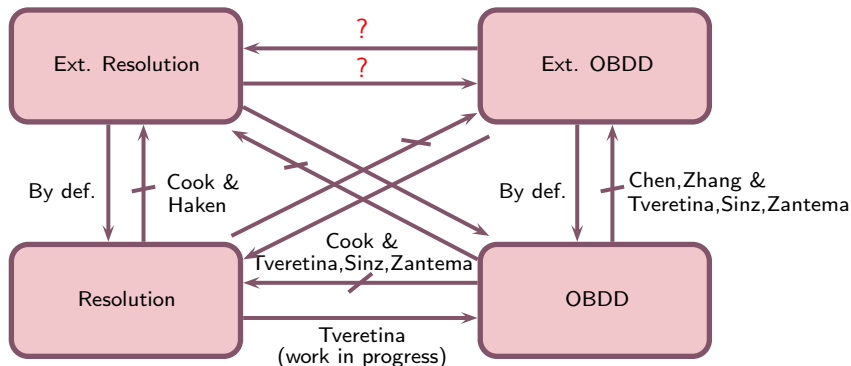 ?
Ext. Resolution
?
Ext. OBDD
By def.
Cook &
Haken
By def.
Chen,Zhang &
Tveretina,Sinz,Zantema
Cook &
Tveretina,Sinz,Zantema
Resolution
OBDD
Tveretina
(work in progress)